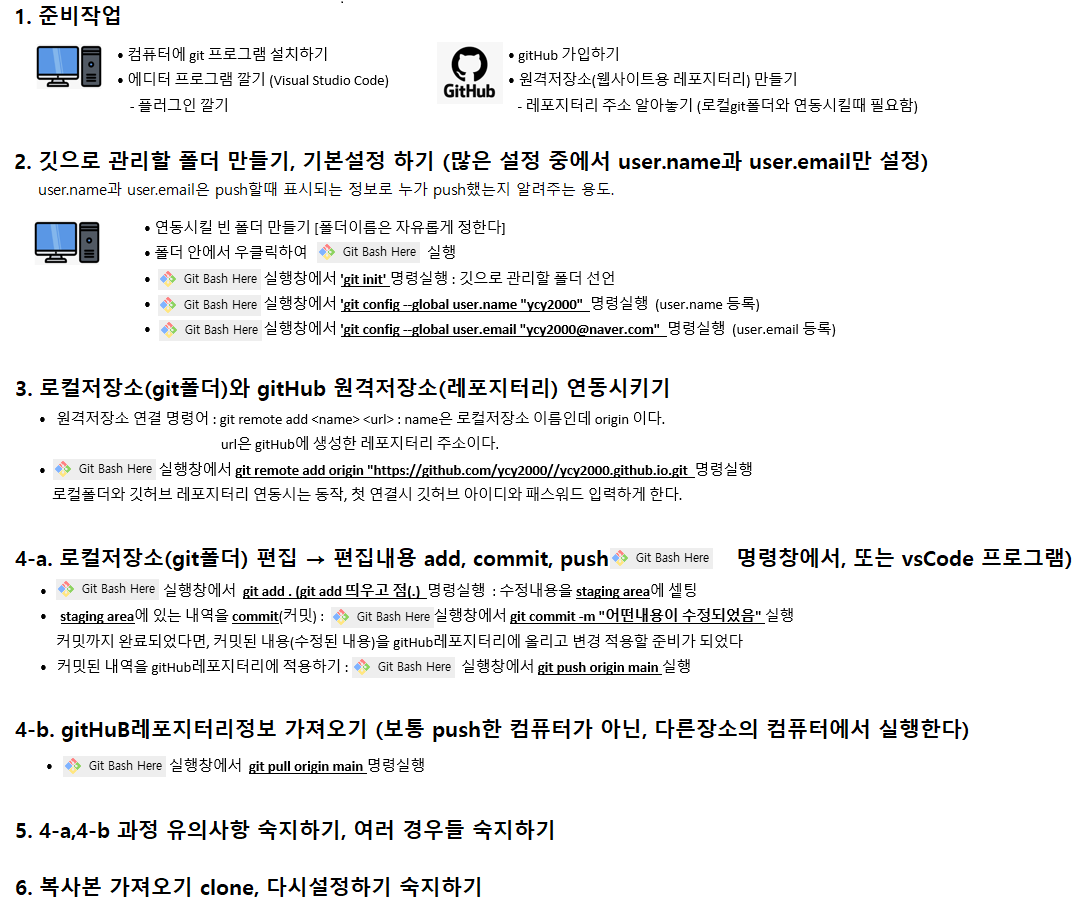 1. 준비작업
• 컴퓨터에 git 프로그램 설치하기
• 에디터 프로그램 깔기 (Visual Studio Code)
- 플러그인 깔기
GitHub
• gitHub 가입하기
• 원격저장소(웹사이트용 레포지터리) 만들기
- 레포지터리 주소 알아놓기 (로컬git폴더와 연동시킬때 필요함)
2. 깃으로 관리할 폴더 만들기, 기본설정 하기 (많은 설정 중에서 user.name과 user.email만 설정)
user.name과 user.email은 push할때 표시되는 정보로 누가 push했는지 알려주는 용도.
• 연동시킬 빈 폴더 만들기 [폴더이름은 자유롭게 정한다]
• 폴더 안에서 우클릭하여 Git Bash Here 실행
• Git Bash Here 실행창에서 'git init' 명령실행 : 깃으로 관리할 폴더 선언
• Git Bash Here 실행창에서 'git config --global user.name "ycy2000" 명령실행 (user.name 등록)
• Git Bash Here 실행창에서 'git config --global user.email "ycy2000@naver.com" 명령실행 (user.email 등록)
3. 로컬저장소(git폴더)와 gitHub 원격저장소(레포지터리) 연동시키기
• 원격저장소 연결 명령어 : git remote add <name> <url> : name은 로컬저장소 이름인데 origin 이다.
url은 gitHub에 생성한 레포지터리 주소이다.
• Git Bash Here 실행창에서 git remote add origin "https://github.com/ycy2000//ycy2000.github.io.git 명령실행
로컬폴더와 깃허브 레포지터리 연동시는 동작, 첫 연결시 깃허브 아이디와 패스워드 입력하게 한다.
4-a. 로컬저장소(git폴더) 편집 → 편집내용 add, commit, push Git Bash Here 명령창에서, 또는 vsCode 프로그램)
• Git Bash Here 실행창에서 git add . (git add 띄우고 점(.) 명령실행 : 수정내용을 staging area에 셋팅
• staging area에 있는 내역을 commit(커밋) : Git Bash Here 실행창에서 git commit -m "어떤내용이 수정되었음" 실행
커밋까지 완료되었다면, 커밋된 내용(수정된 내용)을 gitHub레포지터리에 올리고 변경 적용할 준비가 되었다
• 커밋된 내역을 gitHub레포지터리에 적용하기 : Git Bash Here 실행창에서 git push origin main 실행
4-b. gitHuB레포지터리정보 가져오기 (보통 push한 컴퓨터가 아닌, 다른장소의 컴퓨터에서 실행한다)
• Git Bash Here 실행창에서 git pull origin main 명령실행
5. 4-a,4-b 과정 유의사항 숙지하기, 여러 경우들 숙지하기
6. 복사본 가져오기 clone, 다시설정하기 숙지하기